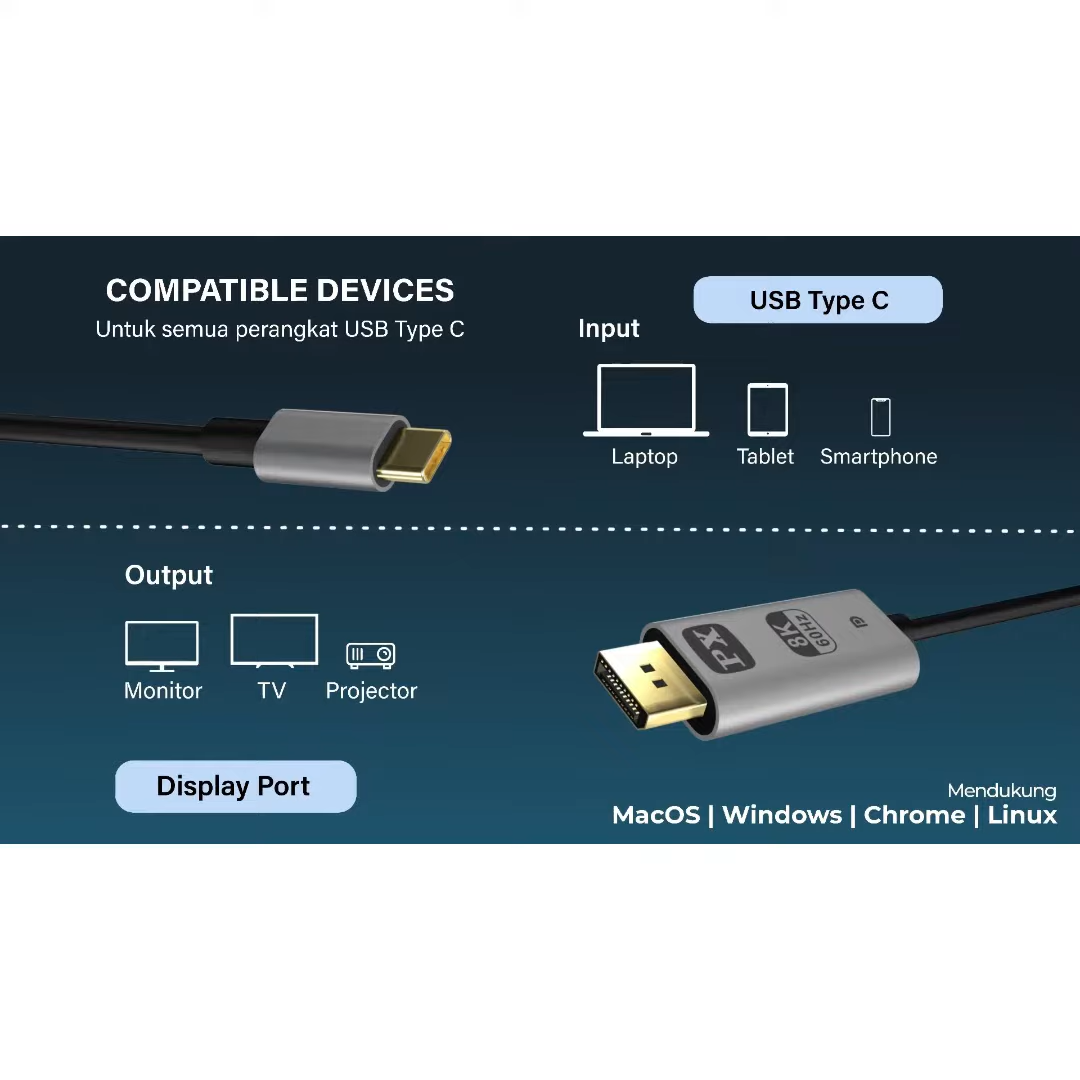 COMPATIBLE DEVICES
Untuk semua perangkat USB Type C
USB Type C
Input
Laptop
Tablet
Smartphone
Output
Monitor
TV
Projector
Display Port
PX
8K
60Hz
Mendukung
MacOS | Windows | Chrome | Linux